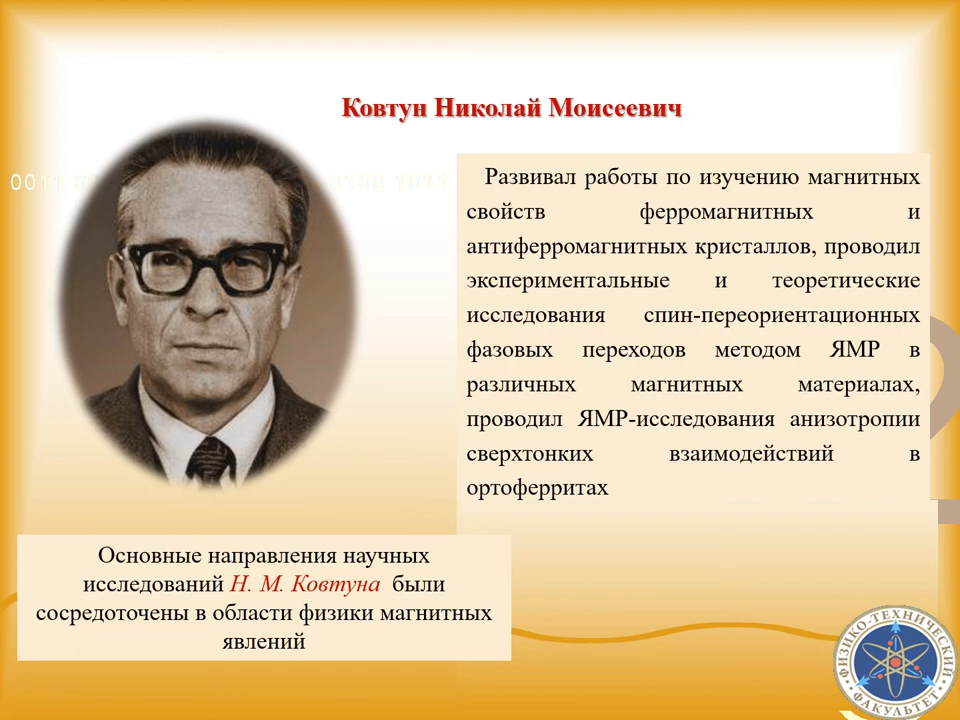 Ковтун Николай Моисеевич
0011 0100 1011
Развивал работы по изучению магнитных
свойств ферромагнитных и
антиферромагнитных кристаллов, проводил
экспериментальные и теоретические
исследования спин-переориентационных
фазовых переходов методом ЯМР в
различных магнитных материалах,
проводил ЯМР-исследования анизотропии
сверхтонких взаимодействий в
ортоферритах
Основные направления научных
исследований Н. М. Ковтуна были
сосредоточены в области физики магнитных
явлений
ФИЗИКО-ТЕХНИЧЕСКИЙ
ФАКУЛЬТЕТ